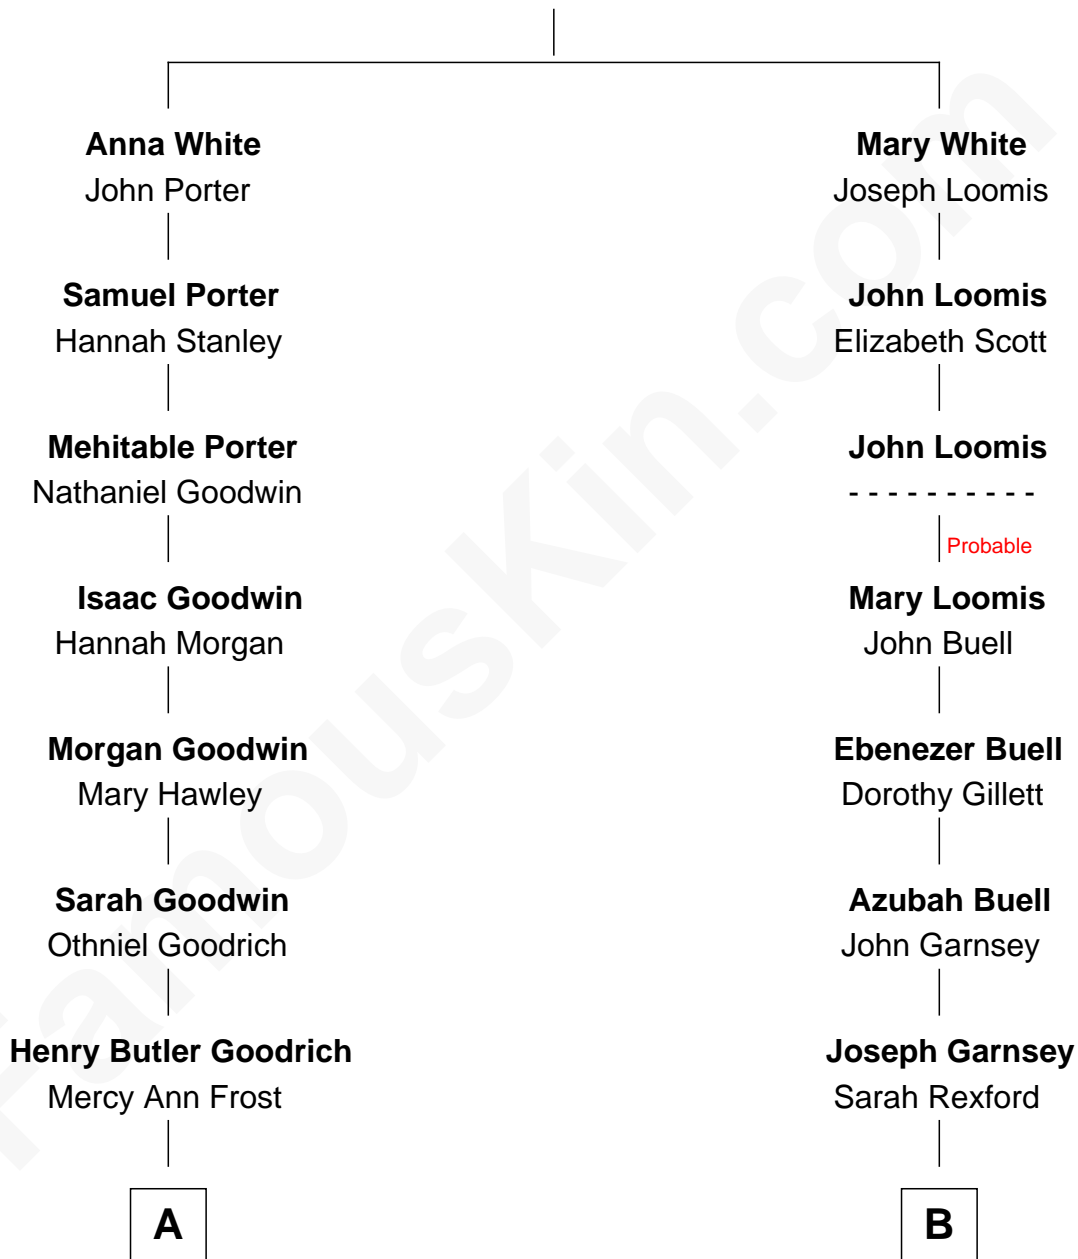 Anna White
John Porter
Samuel Porter
Hannah Stanley
Mehitable Porter
Nathaniel Goodwin
Isaac Goodwin
Hannah Morgan
Morgan Goodwin
Mary Hawley
Sarah Goodwin
Othniel Goodrich
Henry Butler Goodrich
Mercy Ann Frost
A
Mary White
Joseph Loomis
John Loomis
Elizabeth Scott
John Loomis
- - - - - - - - - -
Probable
Mary Loomis
John Buell
Ebenezer Buell
Dorothy Gillett
Azubah Buell
John Garnsey
Joseph Garnsey
Sarah Rexford
B
FamousKin.com